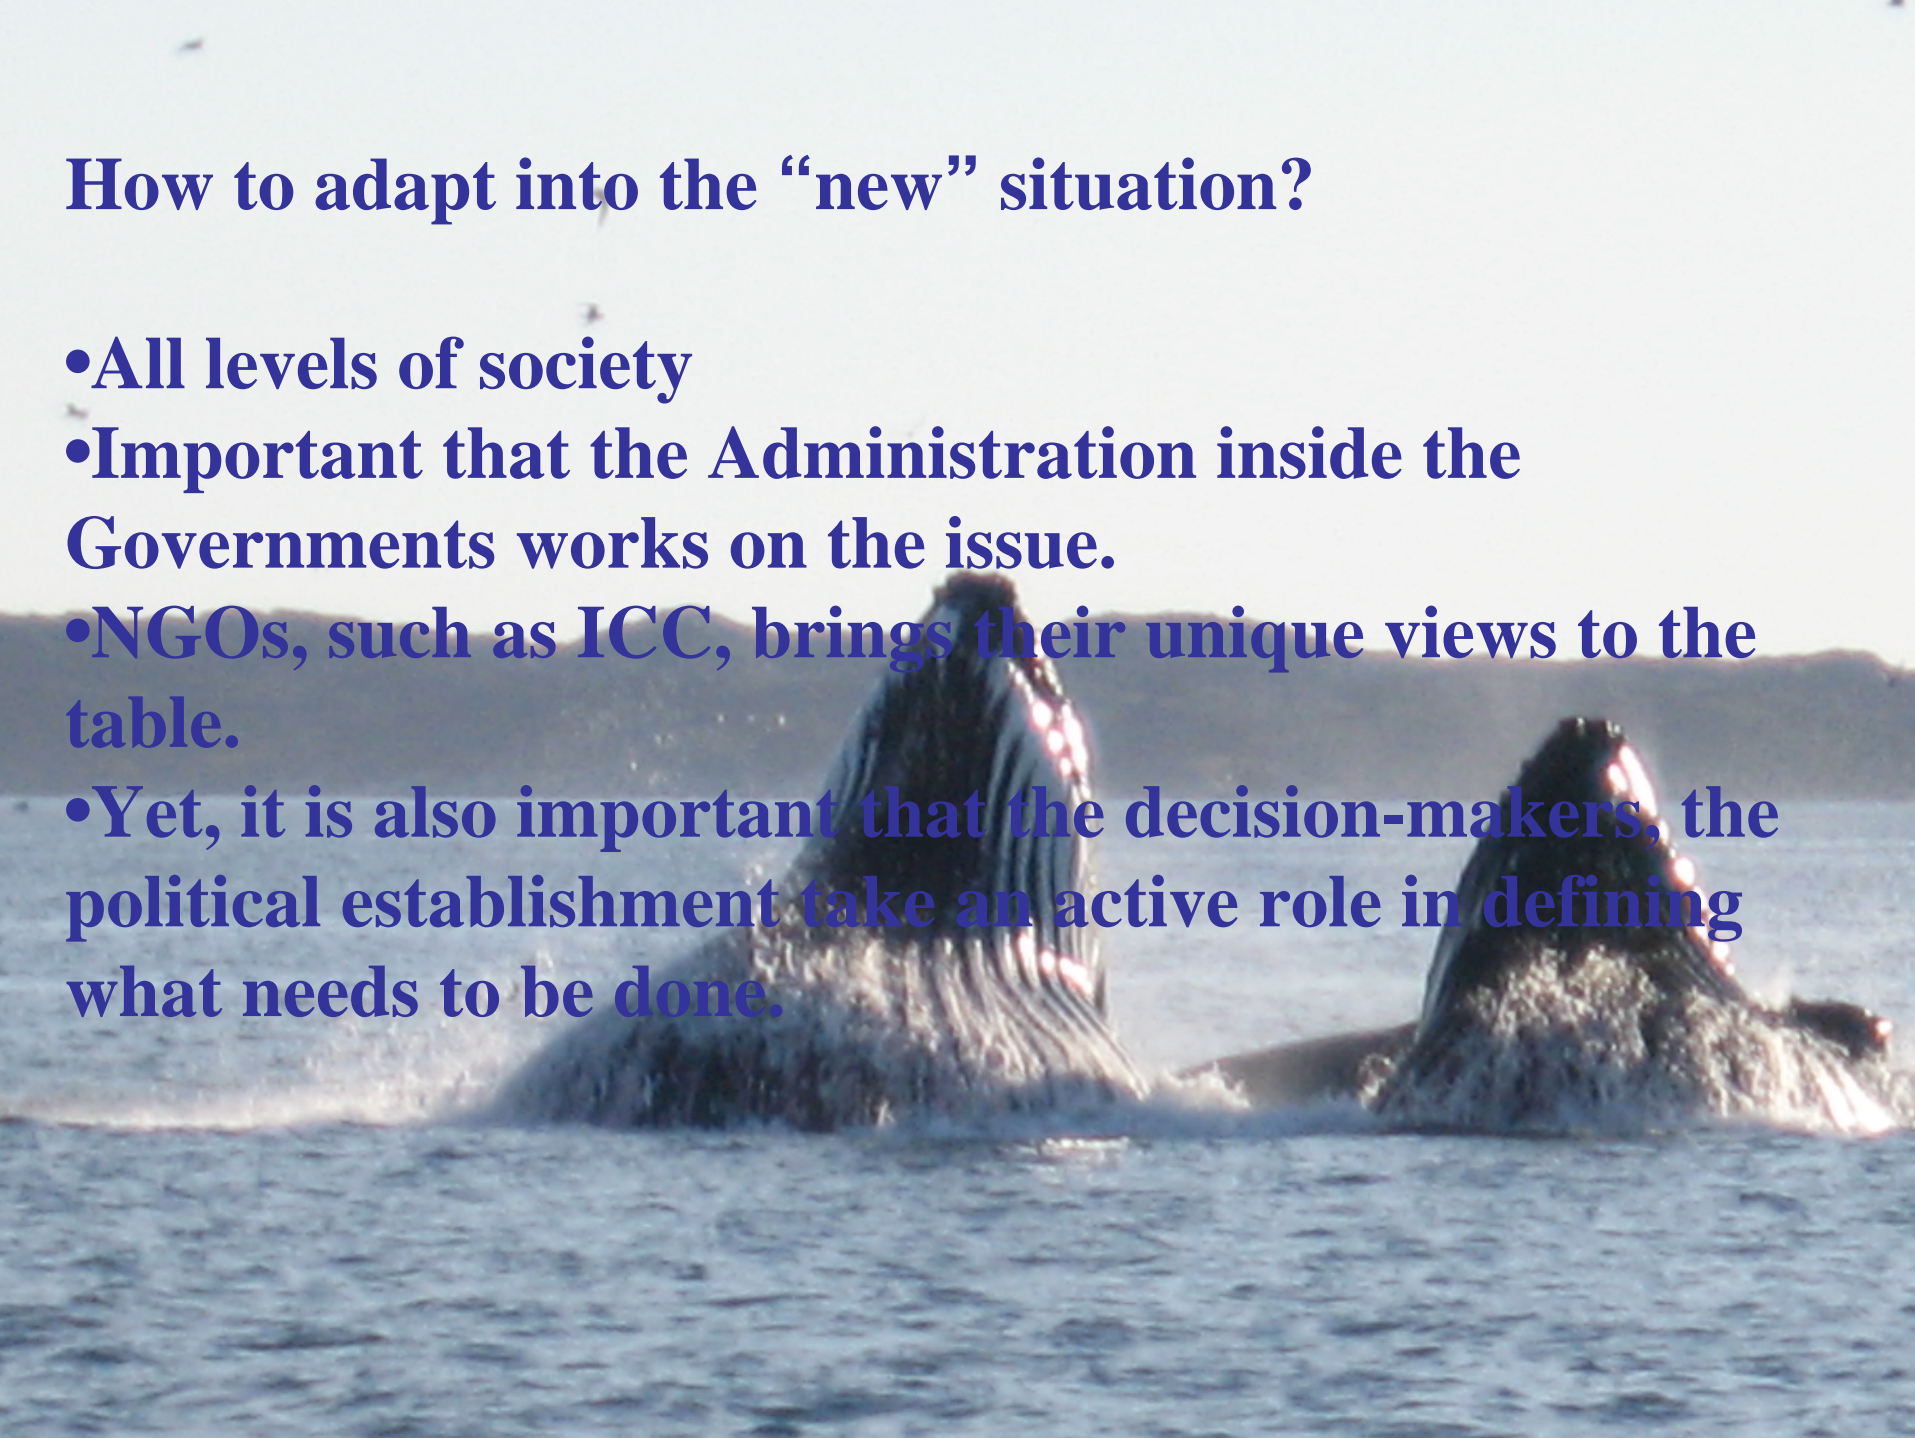 How to adapt into the “new” situation?
•All levels of society
•Important that the Administration inside the
Governments works on the issue.
•NGOs, such as ICC, brings their unique views to the
table.
•Yet, it is also important that the decision-makers, the
political establishment take an active role in defining
what needs to be done.